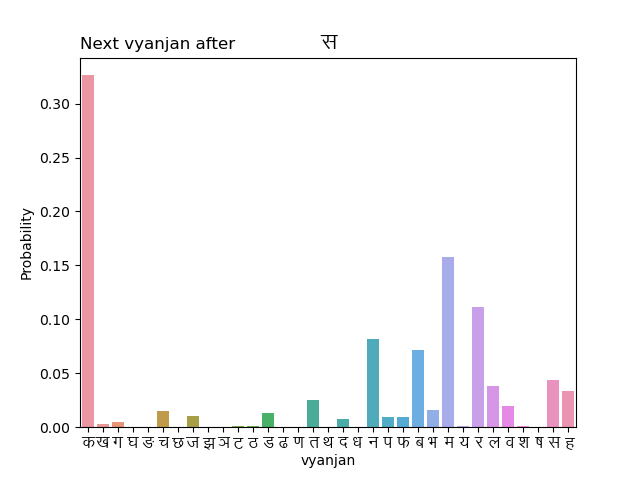 Next vyanjan after स
0.30
0.25
0.20
0.15
0.10
0.05
0.00
Probability
क ख ग घ ङ च छ ज झ ञ ट ठ ड ढ ण त थ द ध न प फ ब भ म य र ल व श ष स ह
vyanjan